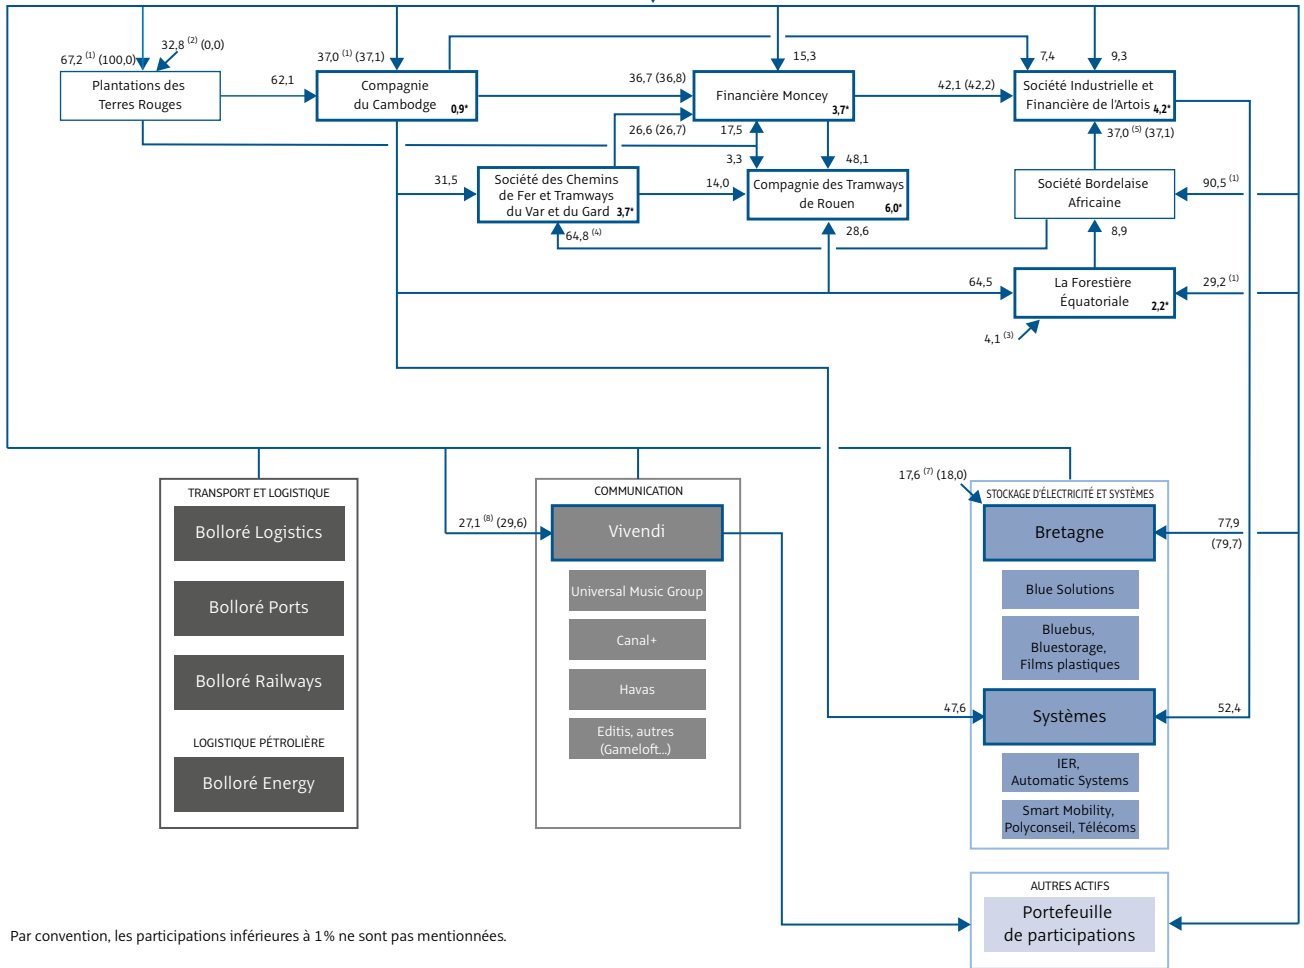 67,2 (1) (100,0)
32,8 (2) (0,0)
37,0 (1) (37,1)
15,3
7,4
9,3
Plantations des
Terres Rouges
62,1
Compagnie
du Cambodge 0,9*
36,7 (36,8)
Financière Moncey
3,7*
42,1 (42,2)
Société Industrielle et
Financière de l'Artois 4,2*
26,6 (26,7)
17,5
37,0 (5) (37,1)
3,3
48,1
31,5
Société des Chemins
de Fer et Tramways
du Var et du Gard 3,7*
14,0
Compagnie des Tramways
de Rouen
6,0*
Société Bordelaise
Africaine
90,5 (1)
64,8 (4)
28,6
8,9
64,5
La Forestière
Équatoriale
2,2*
29,2 (1)
4,1 (3)
TRANSPORT ET LOGISTIQUE
Bolloré Logistics
Bolloré Ports
Bolloré Railways
LOGISTIQUE PÉTROLIÈRE
Bolloré Energy
27,1 (8) (29,6)
COMMUNICATION
Vivendi
Universal Music Group
Canal+
Havas
Editis, autres
(Gameloft...)
17,6 (7) (18,0)
STOCKAGE D'ÉLECTRICITÉ ET SYSTÈMES
Bretagne
77,9
(79,7)
Blue Solutions
Bluebus,
Bluestorage,
Films plastiques
47,6
Systèmes
52,4
IER,
Automatic Systems
Smart Mobility,
Polyconseil, Télécoms
AUTRES ACTIFS
Portefeuille
de participations
Par convention, les participations inférieures à 1% ne sont pas mentionnées.